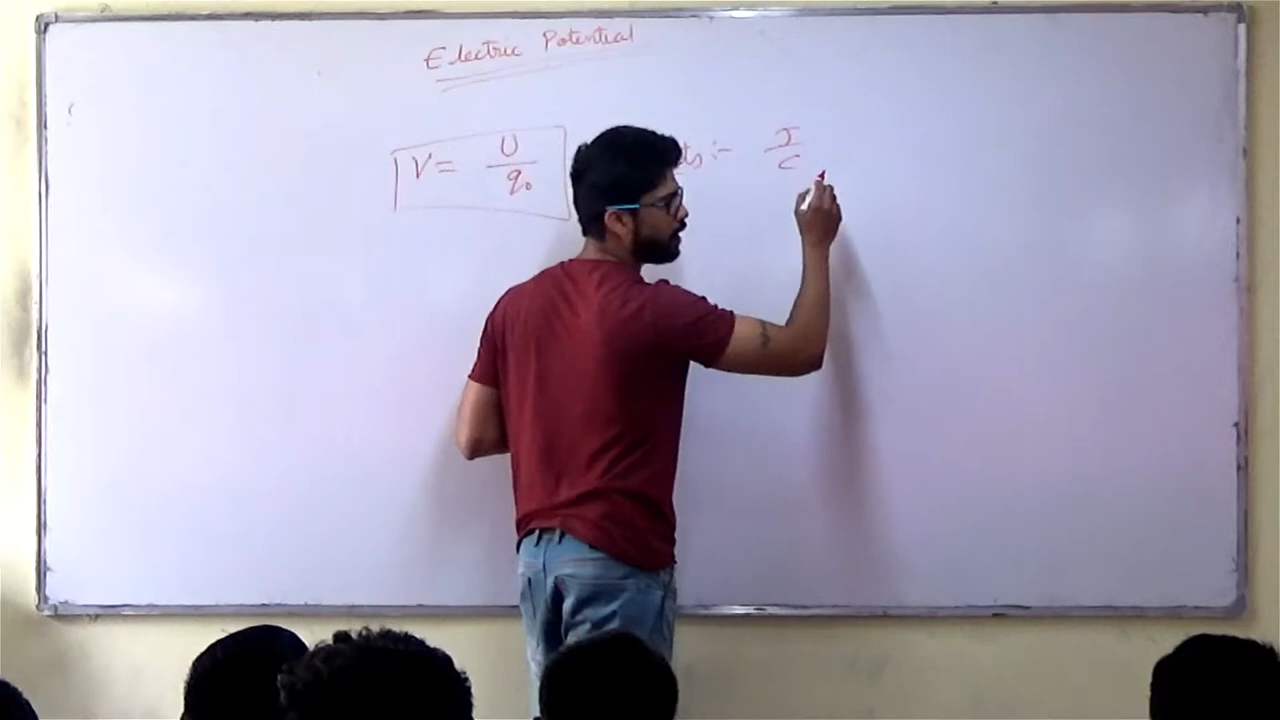 Electric Potential
V = U/q₀ :- J/C